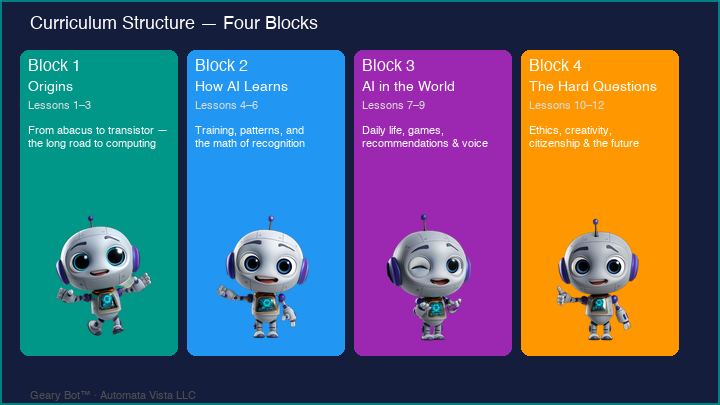 Curriculum Structure — Four Blocks
Block 1
Origins
Lessons 1–3
From abacus to transistor —
the long road to computing
Block 2
How AI Learns
Lessons 4–6
Training, patterns, and
the math of recognition
Block 3
AI in the World
Lessons 7–9
Daily life, games,
recommendations & voice
Block 4
The Hard Questions
Lessons 10–12
Ethics, creativity,
citizenship & the future
Geary Bot™ · Automata Vista LLC